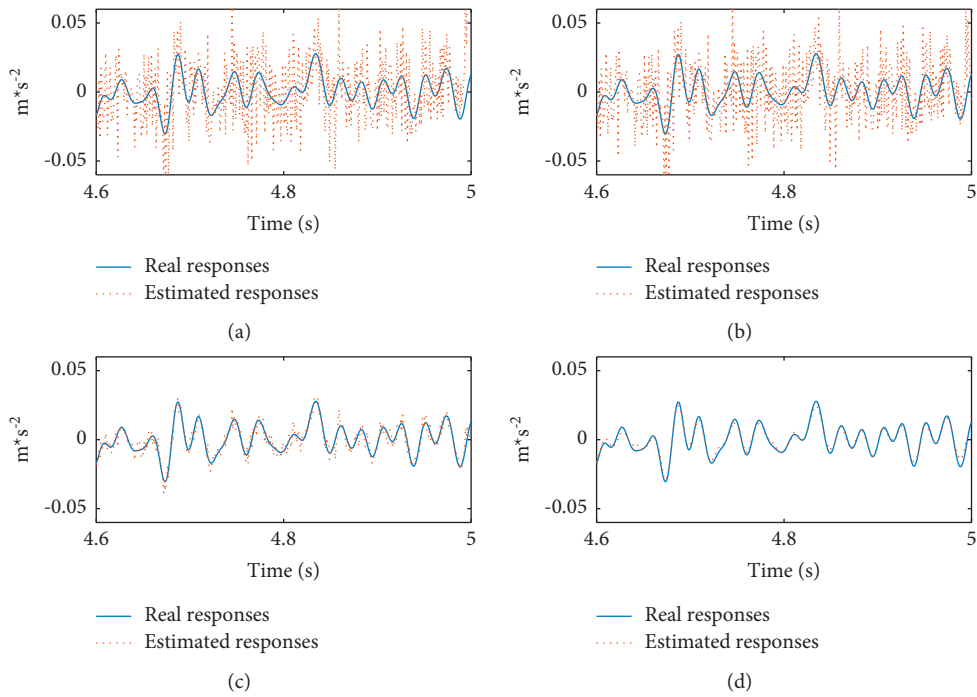 0.05
0
-0.05
m*s⁻²
4.6 4.8 5
Time (s)
Real responses
Estimated responses
(a)
0.05
0
-0.05
m*s⁻²
4.6 4.8 5
Time (s)
Real responses
Estimated responses
(b)
0.05
0
-0.05
m*s⁻²
4.6 4.8 5
Time (s)
Real responses
Estimated responses
(c)
0.05
0
-0.05
m*s⁻²
4.6 4.8 5
Time (s)
Real responses
Estimated responses
(d)